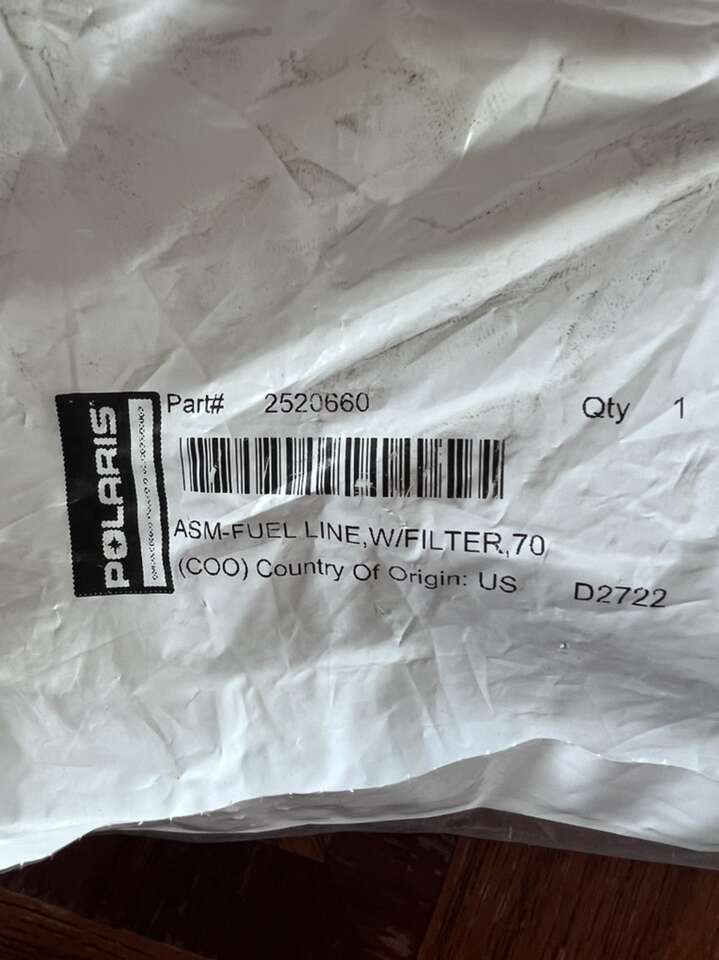 Part# 2520660 Qty 1
POLARIS
ASM-FUEL LINE,W/FILTER,70
(COO) Country Of Origin: US D2722